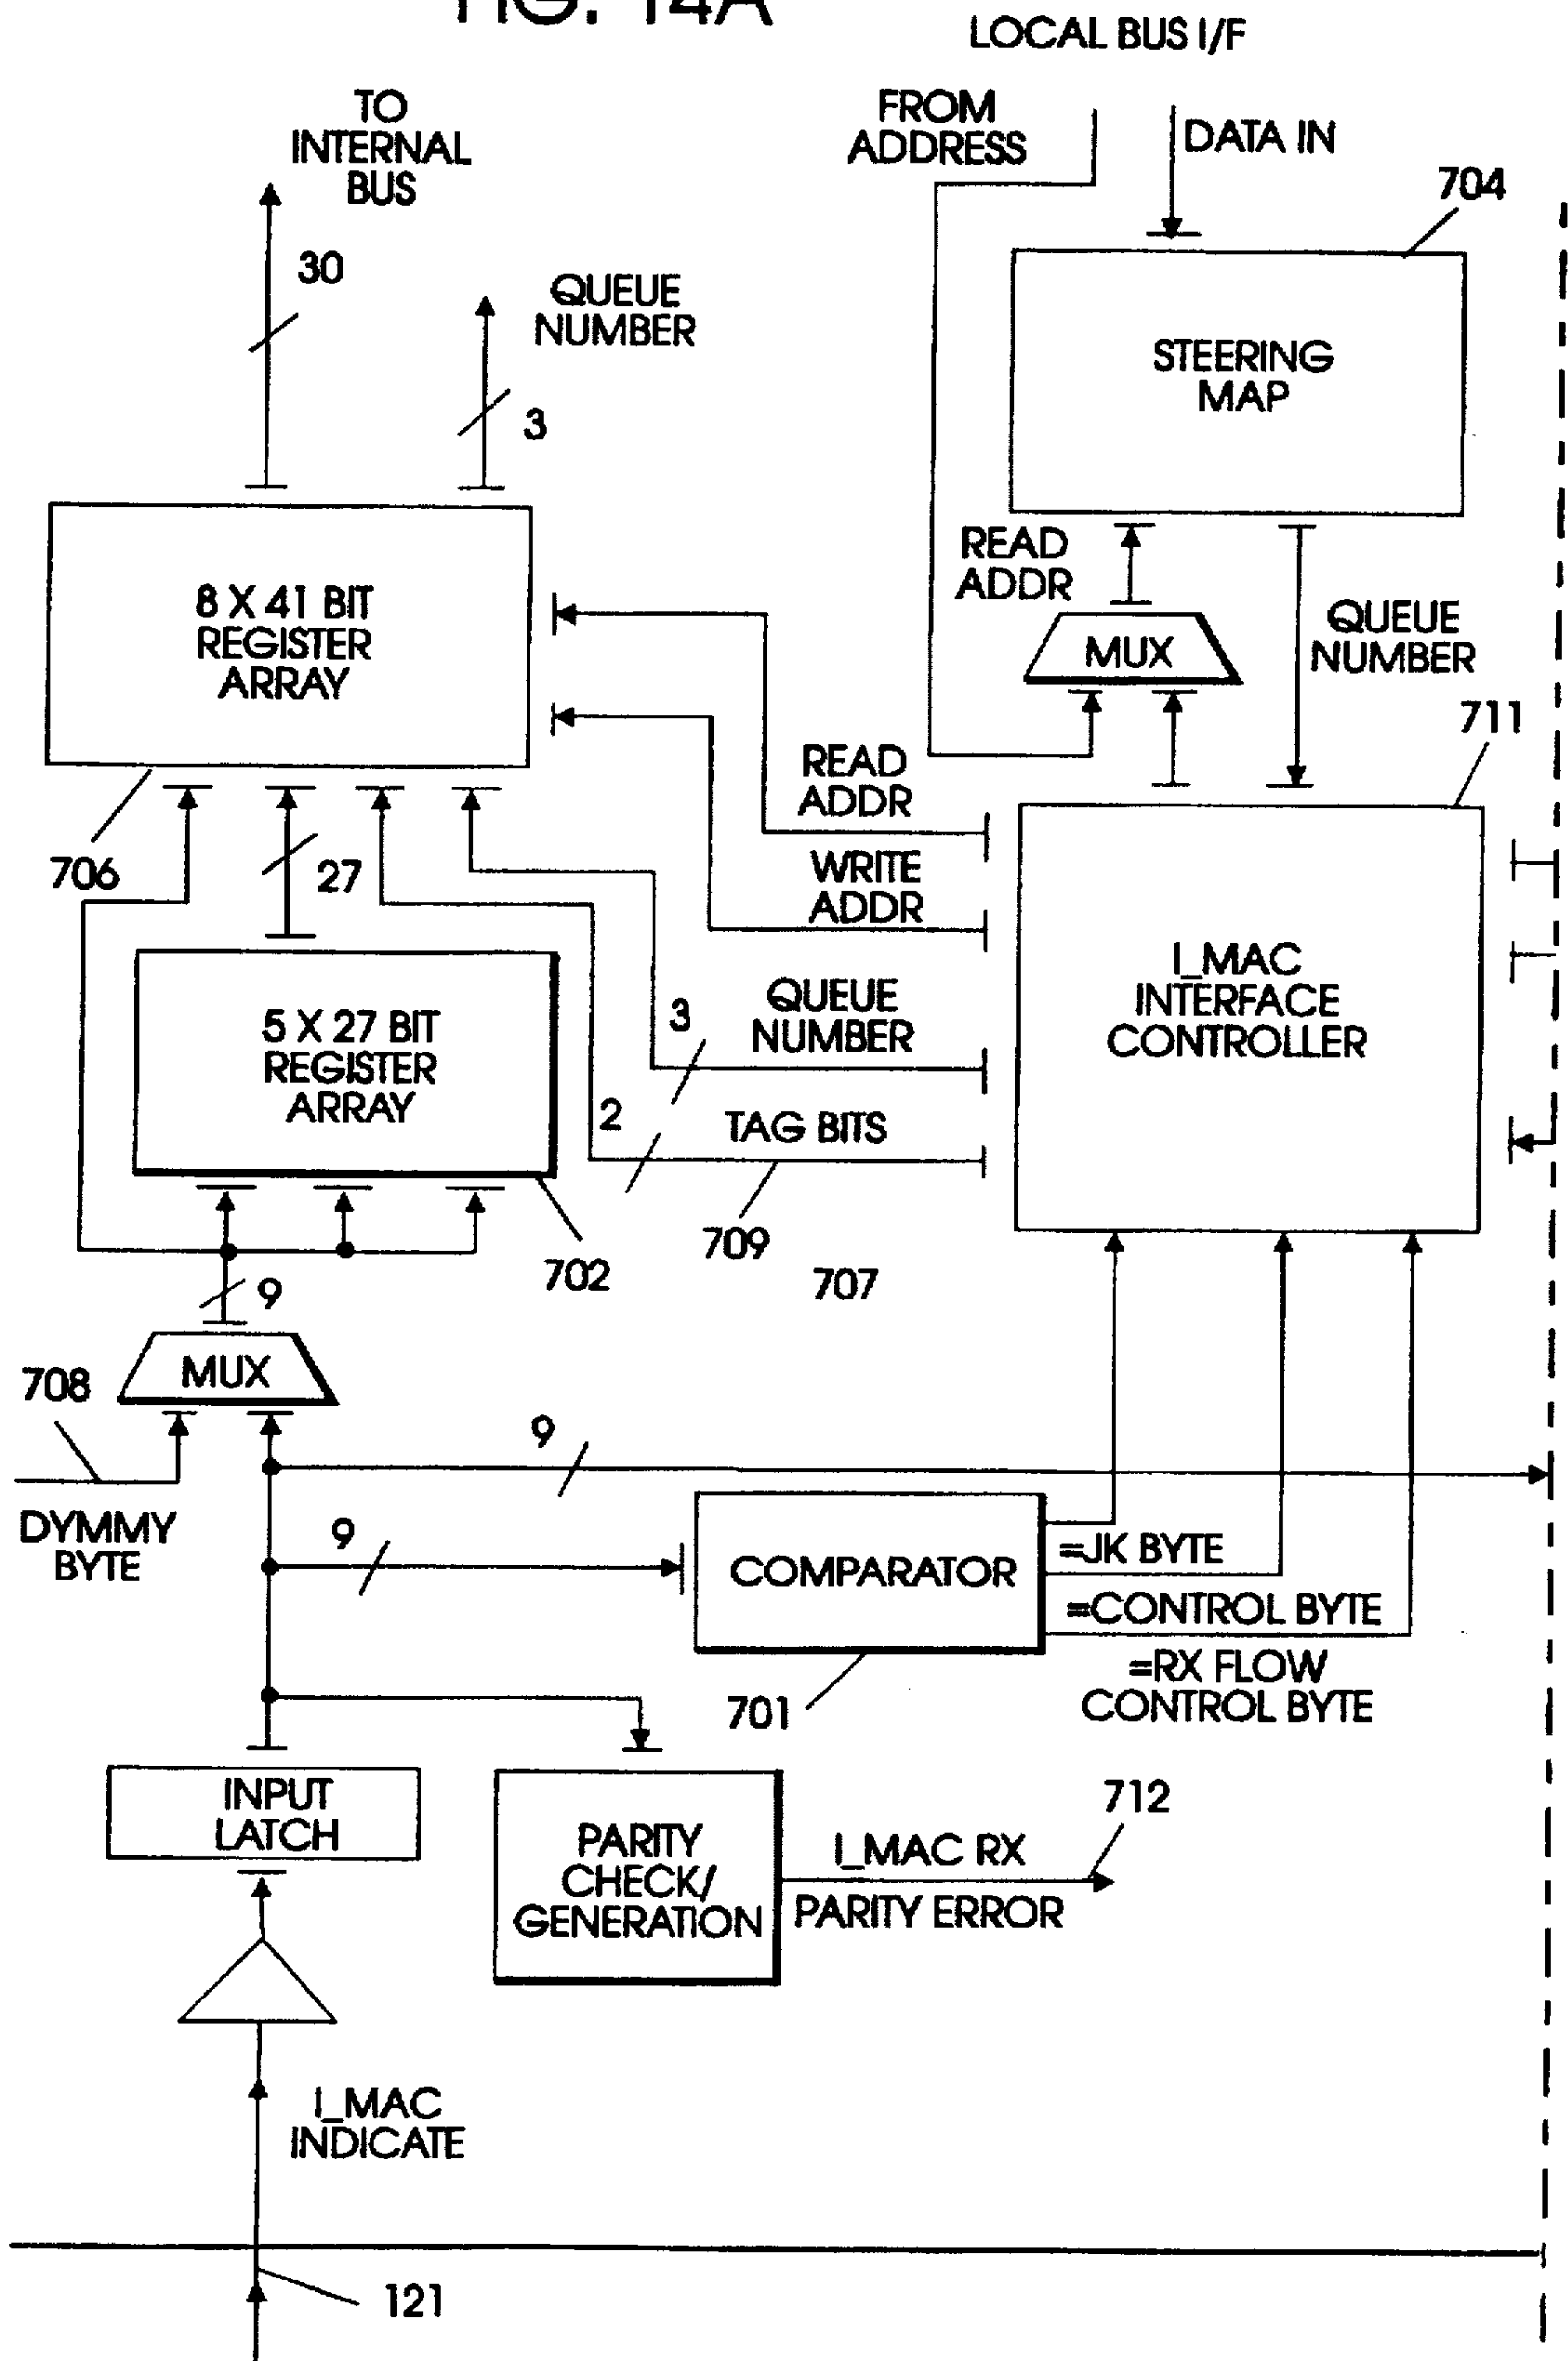 FIG. 14A
LOCAL BUS I/F
TO
INTERNAL
BUS
FROM
ADDRESS
DATA IN
704
30
QUEUE
NUMBER
3
STEERING
MAP
READ
ADDR
MUX
QUEUE
NUMBER
8 X 41 BIT
REGISTER
ARRAY
711
READ
ADDR
706
27
WRITE
ADDR
I_MAC
INTERFACE
CONTROLLER
5 X 27 BIT
REGISTER
ARRAY
3
QUEUE
NUMBER
2
TAG BITS
709
702
707
9
MUX
708
9
DYMMY
BYTE
9
COMPARATOR
=JK BYTE
=CONTROL BYTE
=RX FLOW
CONTROL BYTE
701
INPUT
LATCH
PARITY
CHECK/
GENERATION
I_MAC RX
PARITY ERROR
712
I_MAC
INDICATE
121